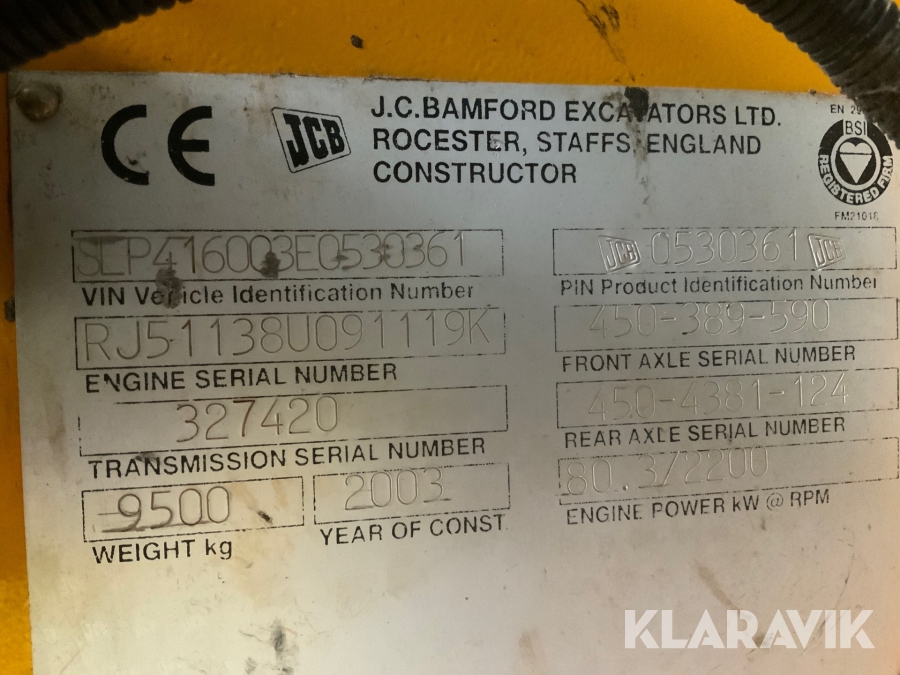 CE
JCB
J.C.BAMFORD EXCAVATORS LTD.
ROCESTER, STAFFS, ENGLAND
CONSTRUCTOR
EN 29
BSI
REGISTERED FIRM
FM21018
SLP416003E0530361
VIN Vehicle Identification Number
JCB 0530361 JCB
PIN Product Identification Number
RJ51138U091119K
ENGINE SERIAL NUMBER
450-389-590
FRONT AXLE SERIAL NUMBER
327420
TRANSMISSION SERIAL NUMBER
450-4381-124
REAR AXLE SERIAL NUMBER
9500
WEIGHT kg
2003
YEAR OF CONST
80.3/2200
ENGINE POWER kW @ RPM
KLARAVIK